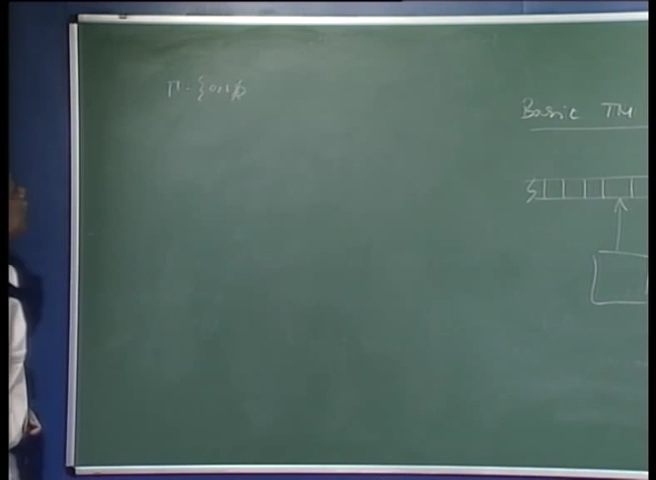 Γ = {0,1,ɓ
Basic TM